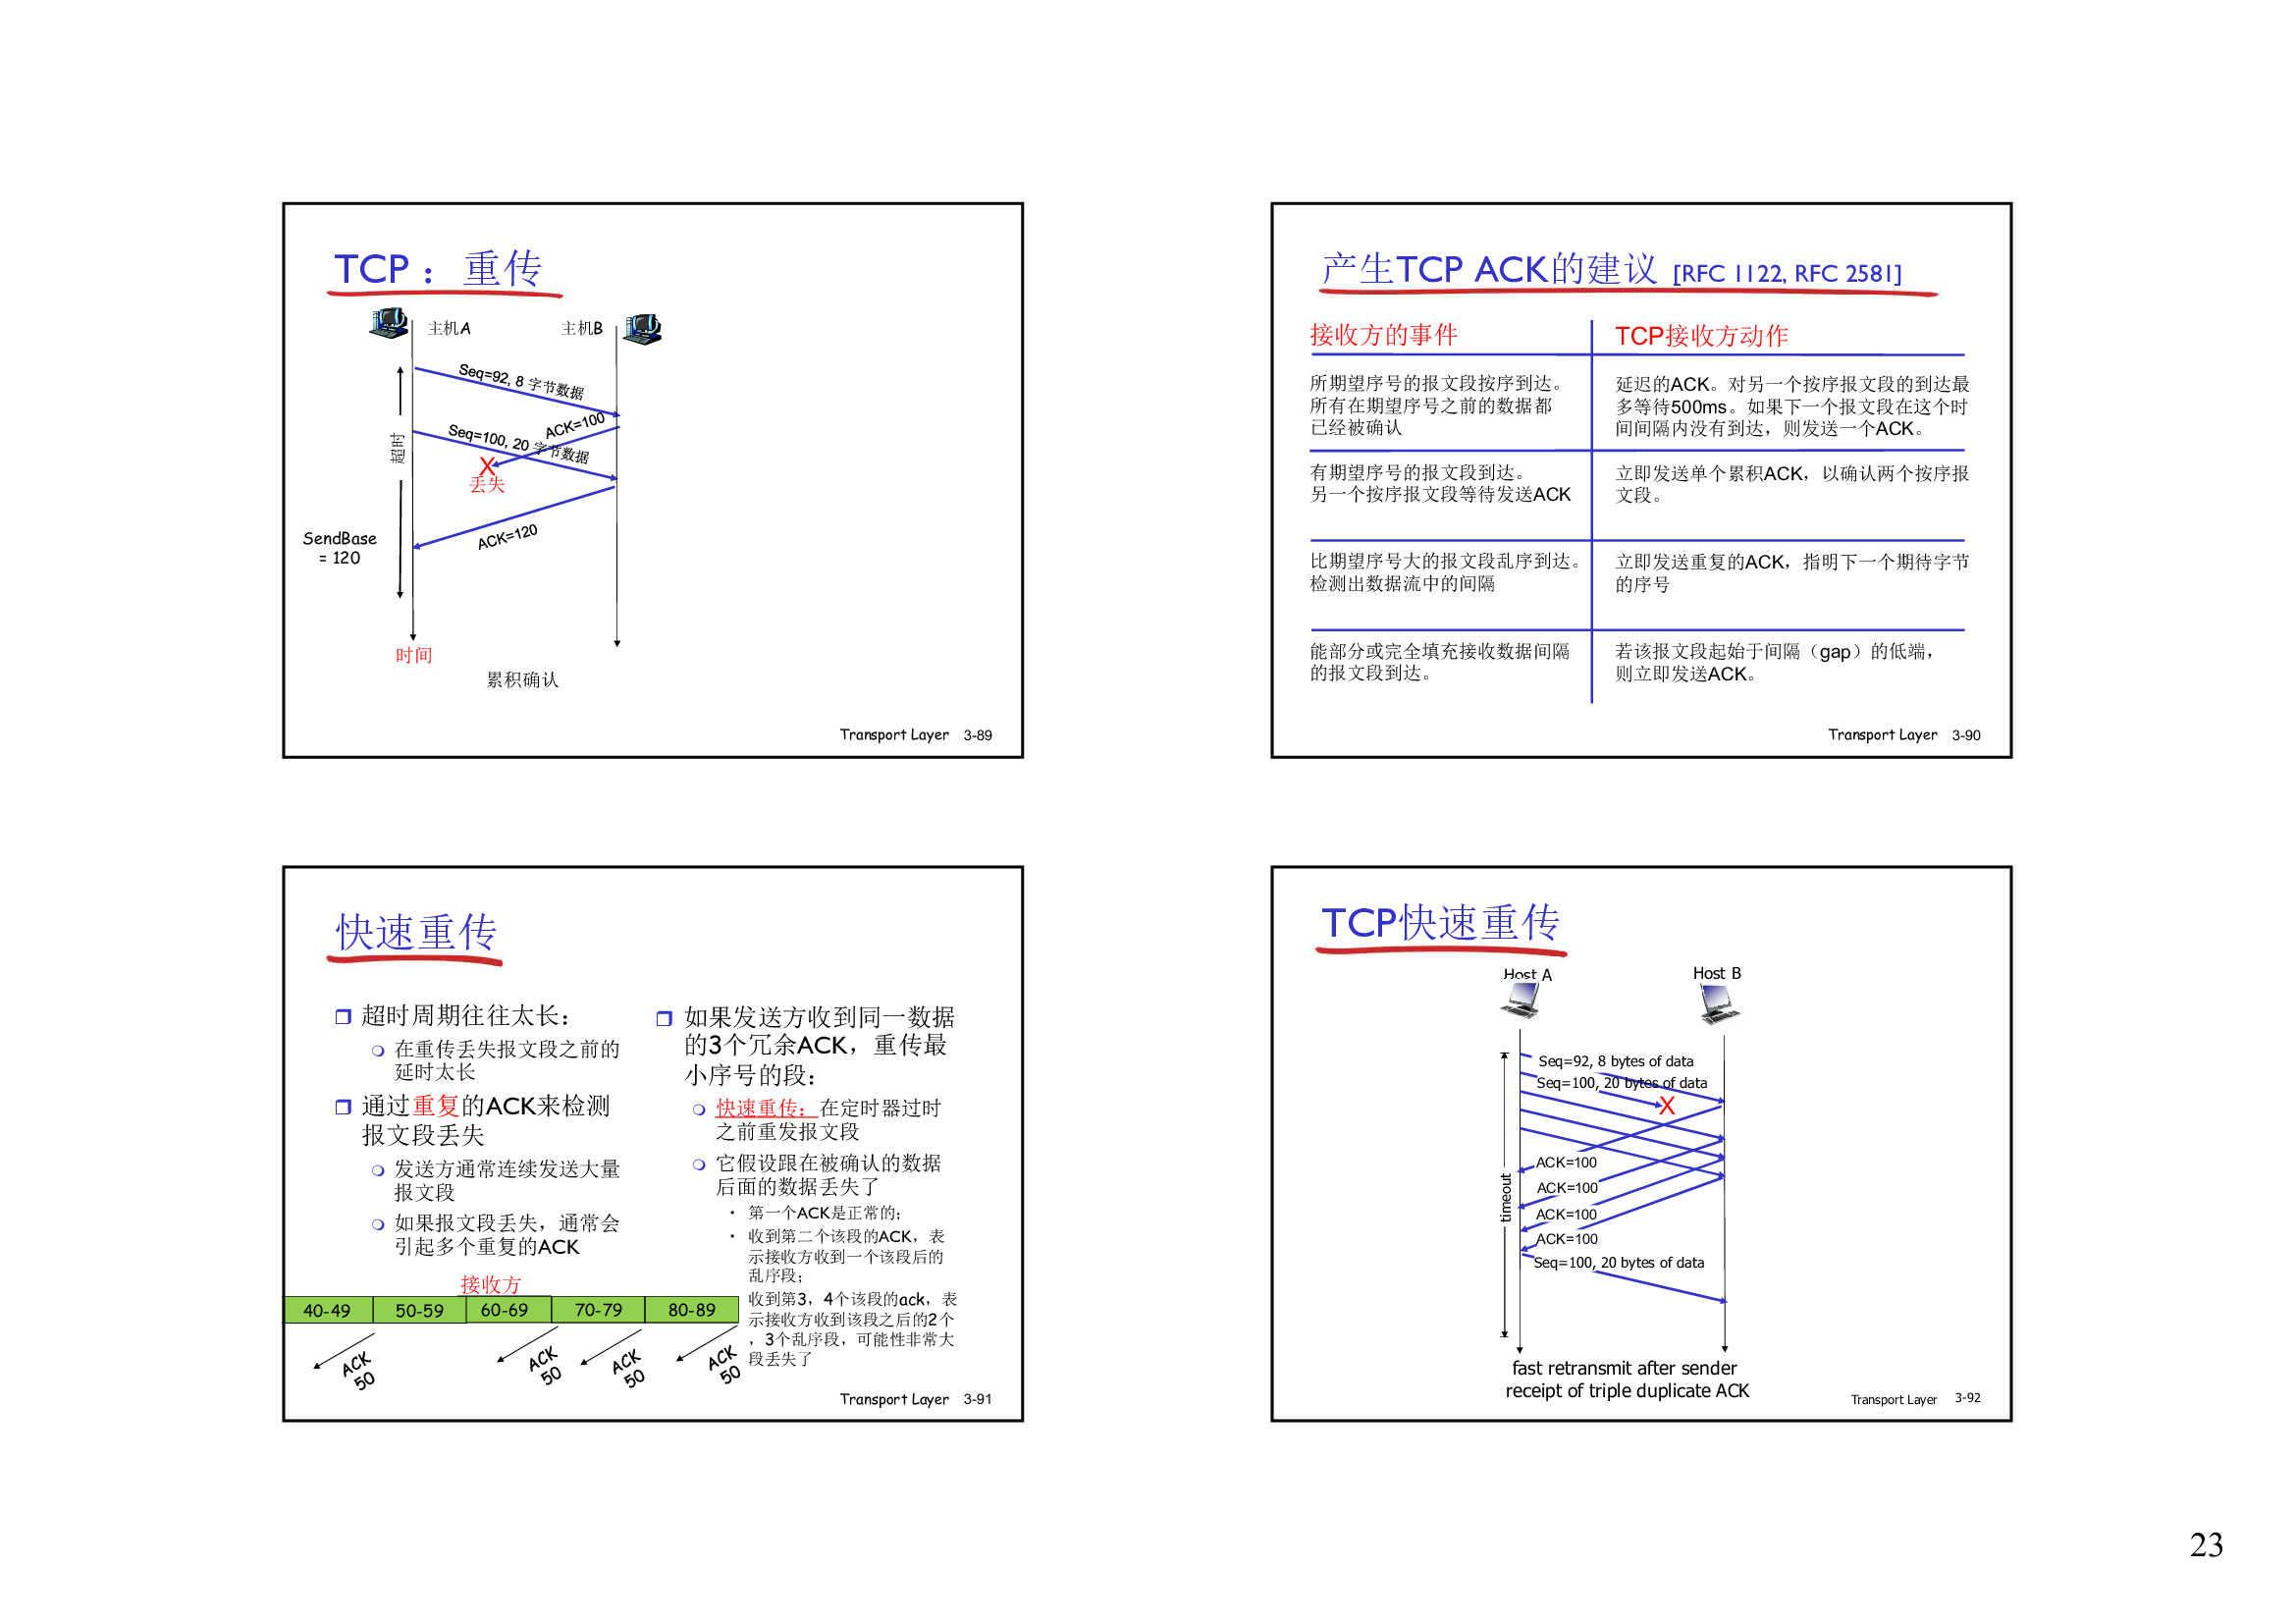 TCP：重传
主机A
主机B
Seq=92, 8 字节数据
ACK=100
Seq=100, 20 字节数据
超时
X
丢失
ACK=120
SendBase
= 120
时间
累积确认
Transport Layer 3-89
产生TCP ACK的建议 [RFC 1122, RFC 2581]
接收方的事件
TCP接收方动作
所期望序号的报文段按序到达。
所有在期望序号之前的数据都
已经被确认
延迟的ACK。对另一个按序报文段的到达最
多等待500ms。如果下一个报文段在这个时
间间隔内没有到达，则发送一个ACK。
有期望序号的报文段到达。
另一个按序报文段等待发送ACK
立即发送单个累积ACK，以确认两个按序报
文段。
比期望序号大的报文段乱序到达。
检测出数据流中的间隔
立即发送重复的ACK，指明下一个期待字节
的序号
能部分或完全填充接收数据间隔
的报文段到达。
若该报文段起始于间隔（gap）的低端，
则立即发送ACK。
Transport Layer 3-90
快速重传
超时周期往往太长：
在重传丢失报文段之前的
延时太长
通过重复的ACK来检测
报文段丢失
发送方通常连续发送大量
报文段
如果报文段丢失，通常会
引起多个重复的ACK
如果发送方收到同一数据
的3个冗余ACK，重传最
小序号的段：
快速重传：在定时器过时
之前重发报文段
它假设跟在被确认的数据
后面的数据丢失了
• 第一个ACK是正常的；
• 收到第二个该段的ACK，表
示接收方收到一个该段后的
乱序段；
收到第3，4个该段的ack，表
示接收方收到该段之后的2个
，3个乱序段，可能性非常大
段丢失了
接收方
40-49 50-59 60-69 70-79 80-89
ACK
50
ACK
50
ACK
50
ACK
50
Transport Layer 3-91
TCP快速重传
Host A
Host B
Seq=92, 8 bytes of data
Seq=100, 20 bytes of data
X
ACK=100
ACK=100
ACK=100
ACK=100
timeout
Seq=100, 20 bytes of data
fast retransmit after sender
receipt of triple duplicate ACK
Transport Layer 3-92
23